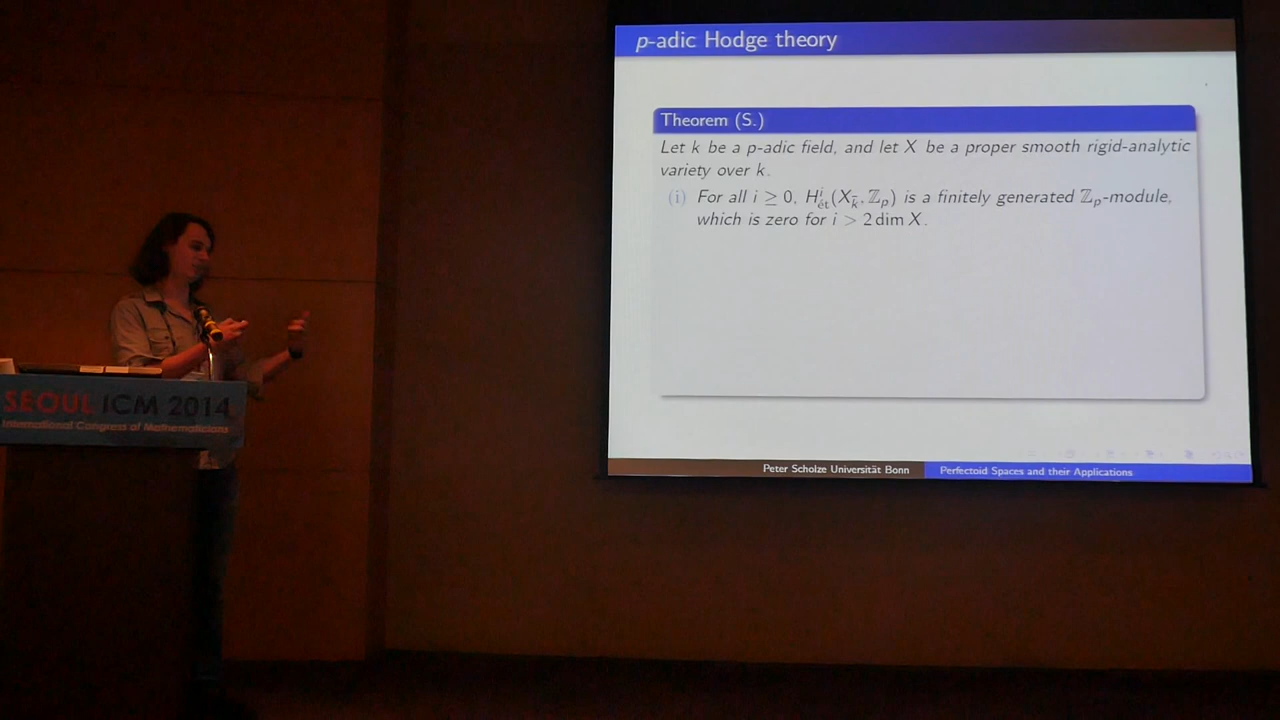 p-adic Hodge theory
Theorem (S.)
Let k be a p-adic field, and let X be a proper smooth rigid-analytic
variety over k.
(i) For all i ≥ 0, Hⁱ_ét(X_k̄, ℤ_p) is a finitely generated ℤ_p-module,
which is zero for i > 2 dim X.
Peter Scholze Universität Bonn
Perfectoid Spaces and their Applications
SEOUL ICM 2014
International Congress of Mathematicians